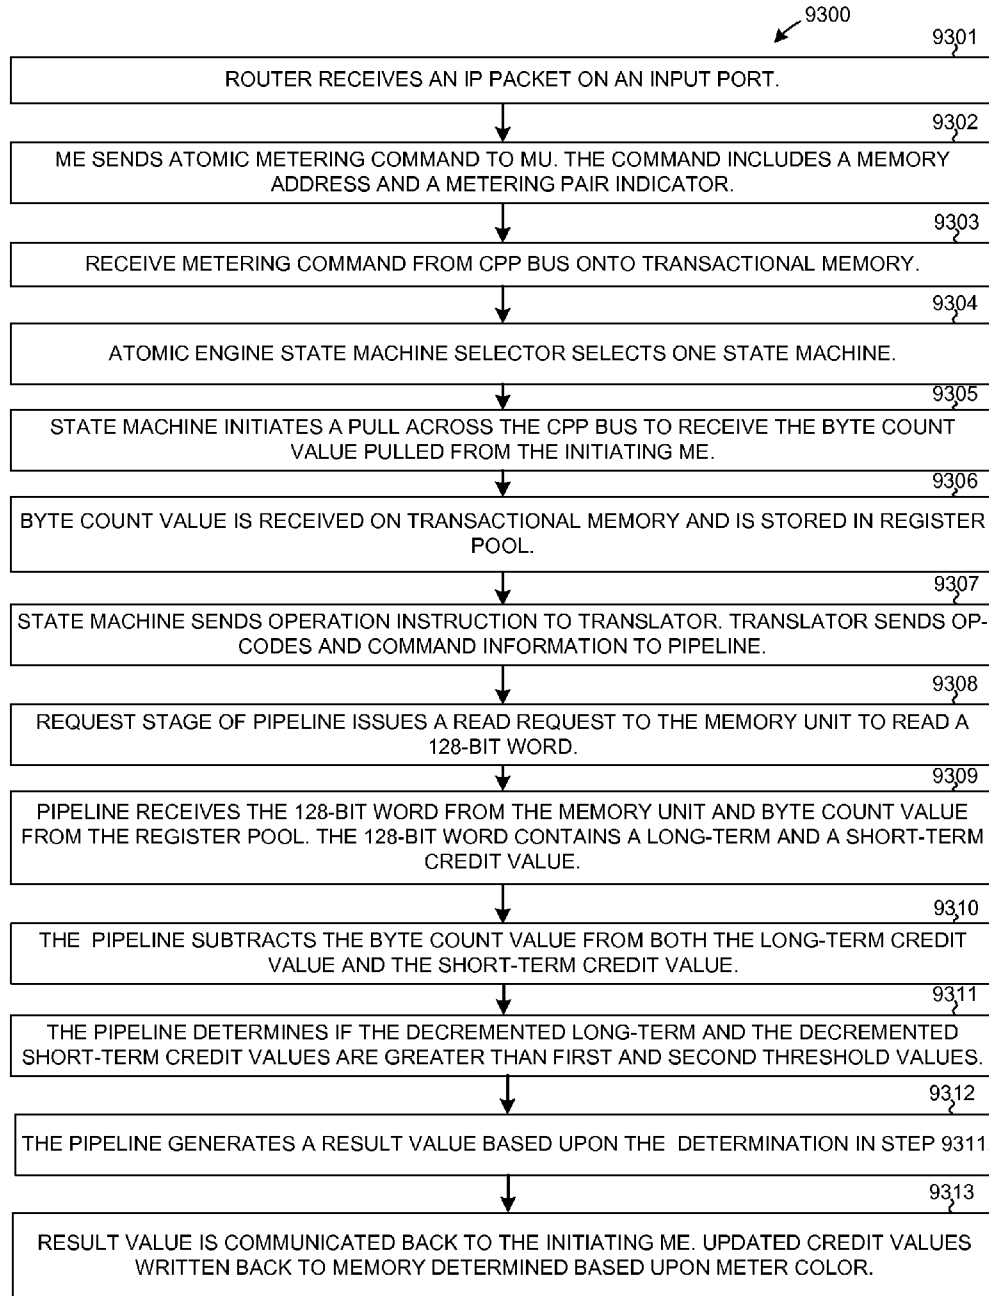 9300
9301
ROUTER RECEIVES AN IP PACKET ON AN INPUT PORT.
9302
ME SENDS ATOMIC METERING COMMAND TO MU. THE COMMAND INCLUDES A MEMORY
ADDRESS AND A METERING PAIR INDICATOR.
9303
RECEIVE METERING COMMAND FROM CPP BUS ONTO TRANSACTIONAL MEMORY.
9304
ATOMIC ENGINE STATE MACHINE SELECTOR SELECTS ONE STATE MACHINE.
9305
STATE MACHINE INITIATES A PULL ACROSS THE CPP BUS TO RECEIVE THE BYTE COUNT
VALUE PULLED FROM THE INITIATING ME.
9306
BYTE COUNT VALUE IS RECEIVED ON TRANSACTIONAL MEMORY AND IS STORED IN REGISTER
POOL.
9307
STATE MACHINE SENDS OPERATION INSTRUCTION TO TRANSLATOR. TRANSLATOR SENDS OP-
CODES AND COMMAND INFORMATION TO PIPELINE.
9308
REQUEST STAGE OF PIPELINE ISSUES A READ REQUEST TO THE MEMORY UNIT TO READ A
128-BIT WORD.
9309
PIPELINE RECEIVES THE 128-BIT WORD FROM THE MEMORY UNIT AND BYTE COUNT VALUE
FROM THE REGISTER POOL. THE 128-BIT WORD CONTAINS A LONG-TERM AND A SHORT-TERM
CREDIT VALUE.
9310
THE PIPELINE SUBTRACTS THE BYTE COUNT VALUE FROM BOTH THE LONG-TERM CREDIT
VALUE AND THE SHORT-TERM CREDIT VALUE.
9311
THE PIPELINE DETERMINES IF THE DECREMENTED LONG-TERM AND THE DECREMENTED
SHORT-TERM CREDIT VALUES ARE GREATER THAN FIRST AND SECOND THRESHOLD VALUES.
9312
THE PIPELINE GENERATES A RESULT VALUE BASED UPON THE DETERMINATION IN STEP 9311.
9313
RESULT VALUE IS COMMUNICATED BACK TO THE INITIATING ME. UPDATED CREDIT VALUES
WRITTEN BACK TO MEMORY DETERMINED BASED UPON METER COLOR.